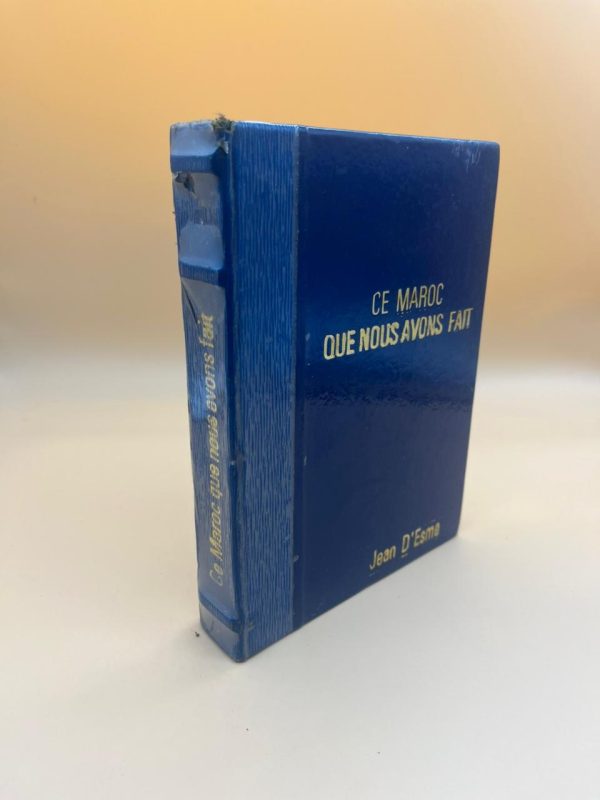 Ce Maroc que nous avons fait
CE MAROC
QUE NOUS AVONS FAIT
Jean D'Esme